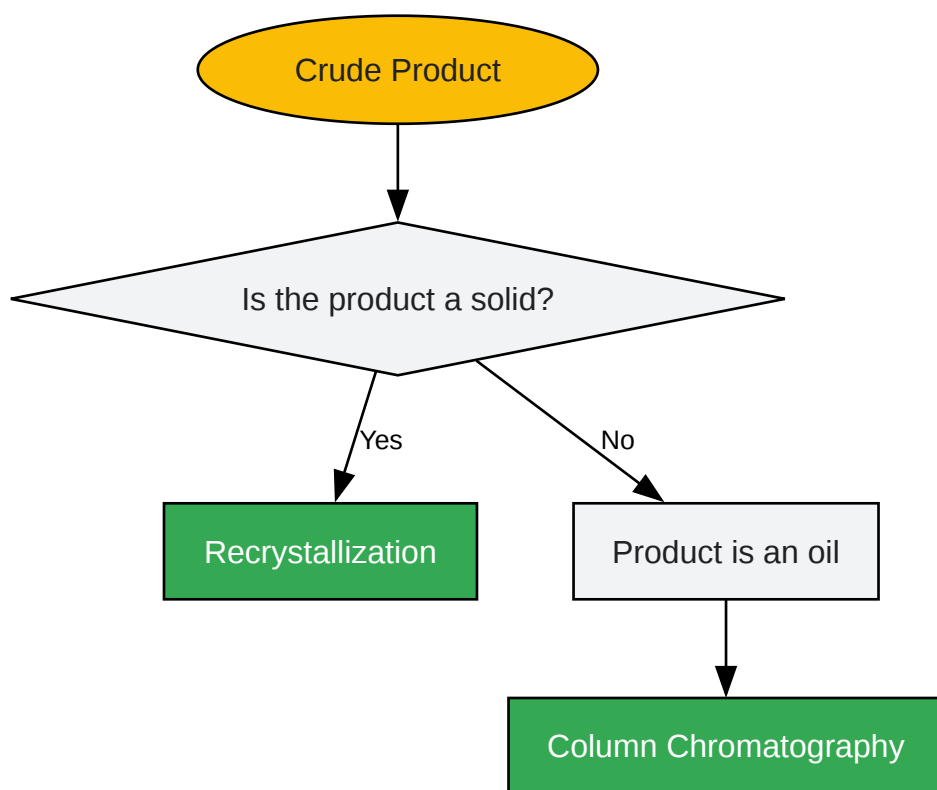 Crude Product
Is the product a solid?
Yes
No
Recrystallization
Product is an oil
Column Chromatography